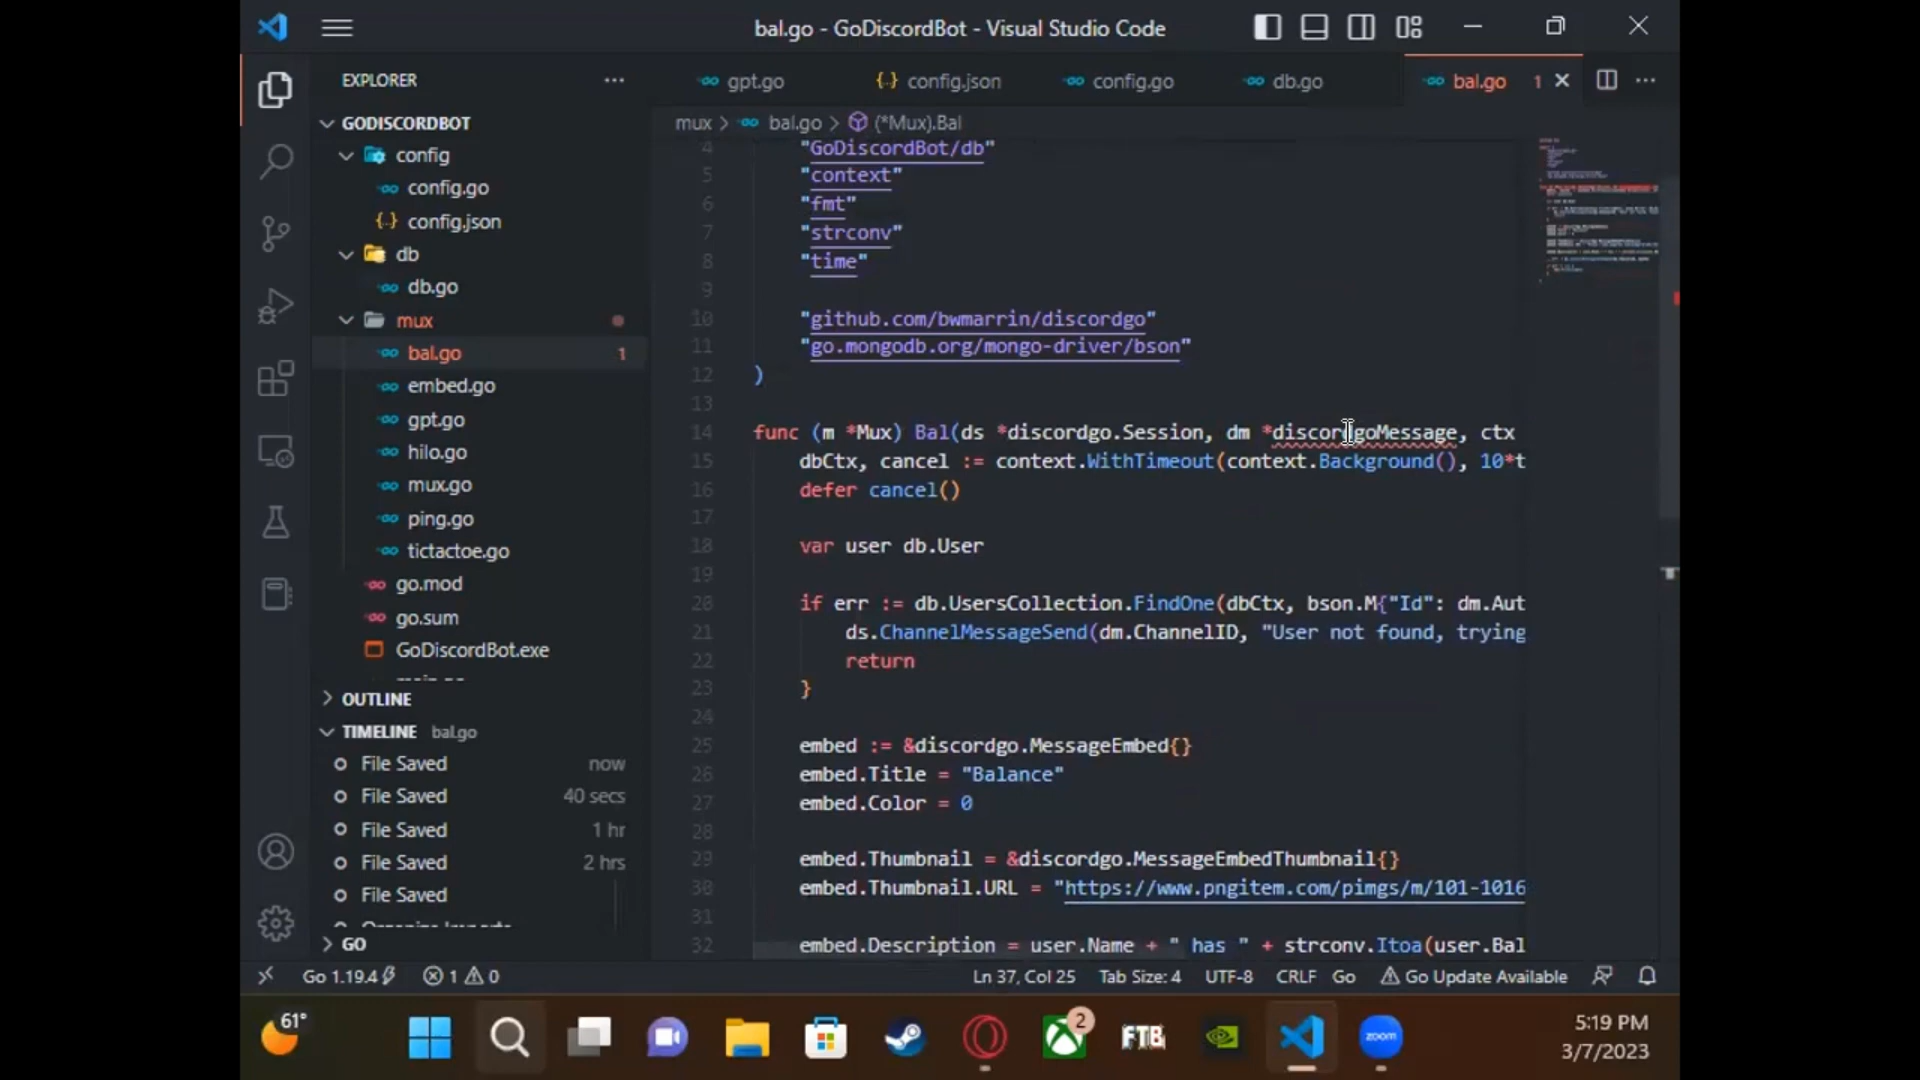 bal.go - GoDiscordBot - Visual Studio Code
EXPLORER
gpt.go
config.json
config.go
db.go
bal.go 1
GODISCORDBOT
config
config.go
config.json
db
db.go
mux
bal.go 1
embed.go
gpt.go
hilo.go
mux.go
ping.go
tictactoe.go
go.mod
go.sum
GoDiscordBot.exe
OUTLINE
TIMELINE bal.go
File Saved now
File Saved 40 secs
File Saved 1 hr
File Saved 2 hrs
File Saved
GO
mux > bal.go > (*Mux).Bal
4 "GoDiscordBot/db"
5 "context"
6 "fmt"
7 "strconv"
8 "time"
9
10 "github.com/bwmarrin/discordgo"
11 "go.mongodb.org/mongo-driver/bson"
12 )
13
14 func (m *Mux) Bal(ds *discordgo.Session, dm *discordgoMessage, ctx
15 dbCtx, cancel := context.WithTimeout(context.Background(), 10*t
16 defer cancel()
17
18 var user db.User
19
20 if err := db.UsersCollection.FindOne(dbCtx, bson.M{"Id": dm.Aut
21 ds.ChannelMessageSend(dm.ChannelID, "User not found, trying
22 return
23 }
24
25 embed := &discordgo.MessageEmbed{}
26 embed.Title = "Balance"
27 embed.Color = 0
28
29 embed.Thumbnail = &discordgo.MessageEmbedThumbnail{}
30 embed.Thumbnail.URL = "https://www.pngitem.com/pimgs/m/101-1016
31
32 embed.Description = user.Name + " has " + strconv.Itoa(user.Bal
Go 1.19.4 1 0
Ln 37, Col 25 Tab Size: 4 UTF-8 CRLF Go Go Update Available
61°
2
FTB
zoom
5:19 PM
3/7/2023